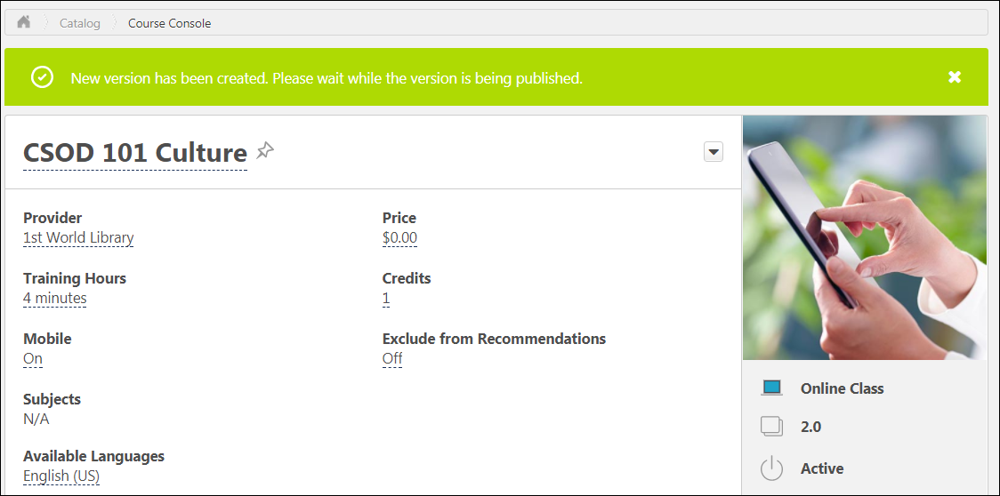 Catalog Course Console
New version has been created. Please wait while the version is being published.
CSOD 101 Culture
Provider
1st World Library
Price
$0.00
Training Hours
4 minutes
Credits
1
Mobile
On
Exclude from Recommendations
Off
Subjects
N/A
Available Languages
English (US)
Online Class
2.0
Active